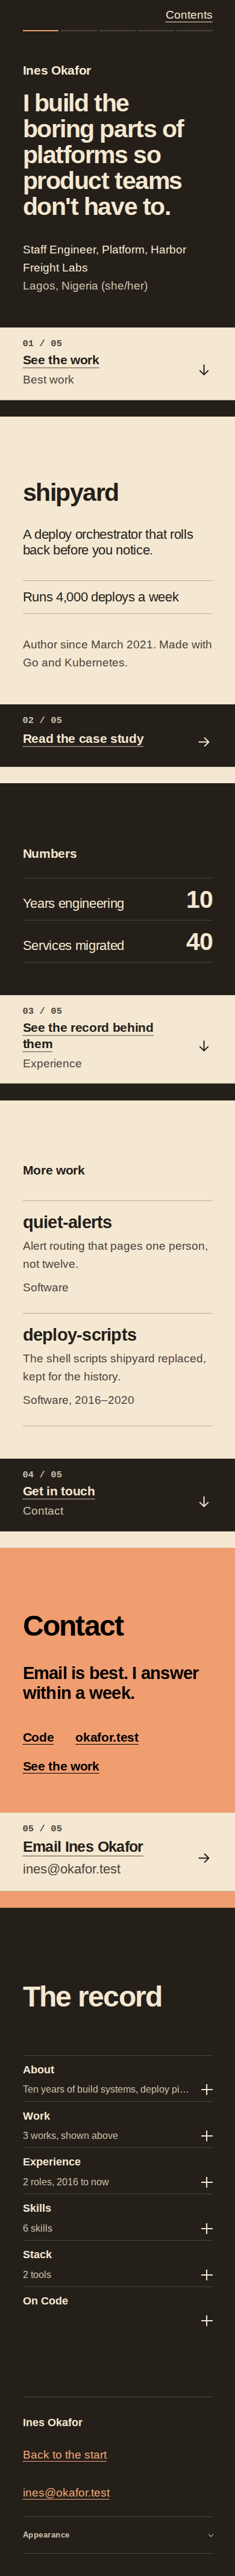 Contents
Ines Okafor
I build the
boring parts of
platforms so
product teams
don't have to.
Staff Engineer, Platform, Harbor
Freight Labs
Lagos, Nigeria (she/her)
01 / 05
See the work
Best work
shipyard
A deploy orchestrator that rolls
back before you notice.
Runs 4,000 deploys a week
Author since March 2021. Made with
Go and Kubernetes.
02 / 05
Read the case study
Numbers
Years engineering 10
Services migrated 40
03 / 05
See the record behind
them
Experience
More work
quiet-alerts
Alert routing that pages one person,
not twelve.
Software
deploy-scripts
The shell scripts shipyard replaced,
kept for the history.
Software, 2016–2020
04 / 05
Get in touch
Contact
Contact
Email is best. I answer
within a week.
Code okafor.test
See the work
05 / 05
Email Ines Okafor
ines@okafor.test
The record
About
Ten years of build systems, deploy pi…
Work
3 works, shown above
Experience
2 roles, 2016 to now
Skills
6 skills
Stack
2 tools
On Code
Ines Okafor
Back to the start
ines@okafor.test
Appearance